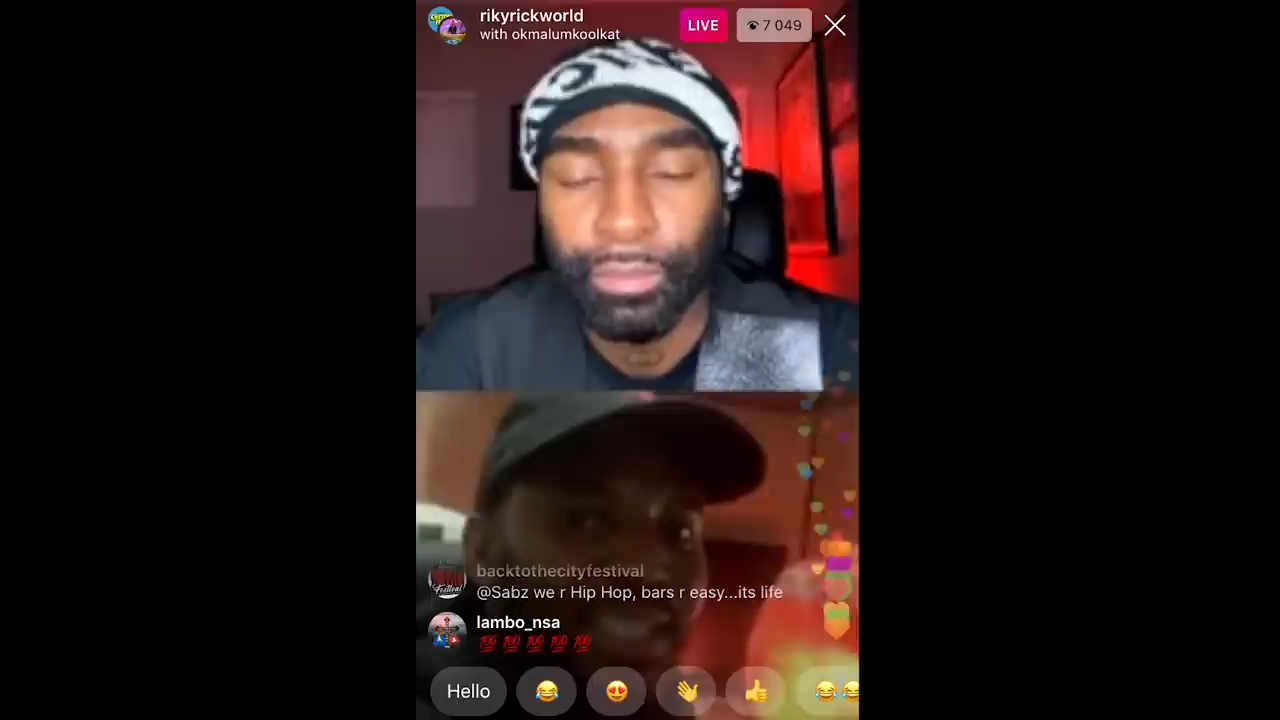 rikyrickworld
with okmalumkoolkat
LIVE
7 049
backtothecityfestival
@Sabz we r Hip Hop, bars r easy...its life
lambo_nsa
💯 💯 💯 💯 💯
Hello